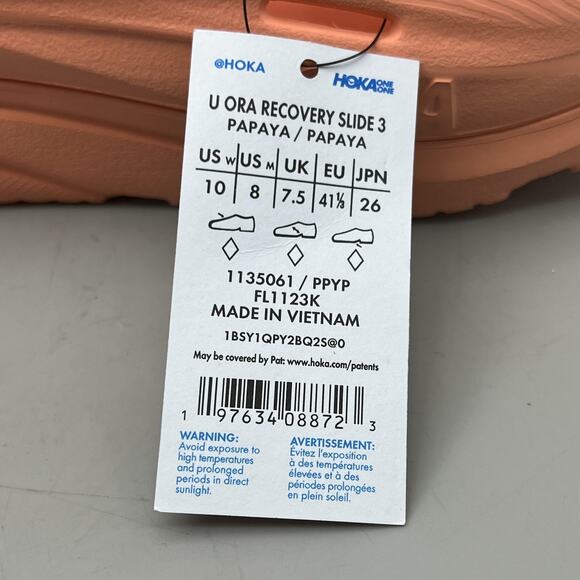 @HOKA
HOKA ONE ONE
U ORA RECOVERY SLIDE 3
PAPAYA / PAPAYA
US W US M UK EU JPN
10 8 7.5 41⅓ 26
1135061 / PPYP
FL1123K
MADE IN VIETNAM
1BSY1QPY2BQ2S@0
May be covered by Pat: www.hoka.com/patents
1 97634 08872 3
WARNING:
Avoid exposure to
high temperatures
and prolonged
periods in direct
sunlight.
AVERTISSEMENT:
Évitez l'exposition
à des températures
élevées et à des
périodes prolongées
en plein soleil.